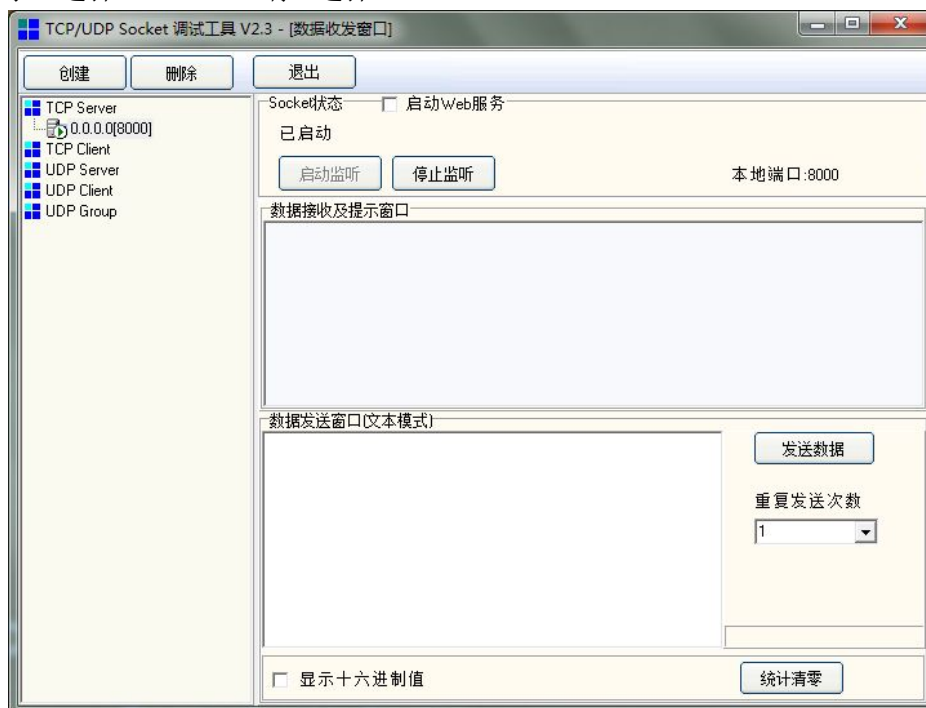 TCP/UDP Socket 调试工具 V2.3 - [数据收发窗口]
创建 删除 退出
TCP Server
0.0.0.0[8000]
TCP Client
UDP Server
UDP Client
UDP Group
Socket状态 启动Web服务
已启动
启动监听 停止监听 本地端口:8000
数据接收及提示窗口
数据发送窗口(文本模式)
发送数据
重复发送次数
1
显示十六进制值 统计清零